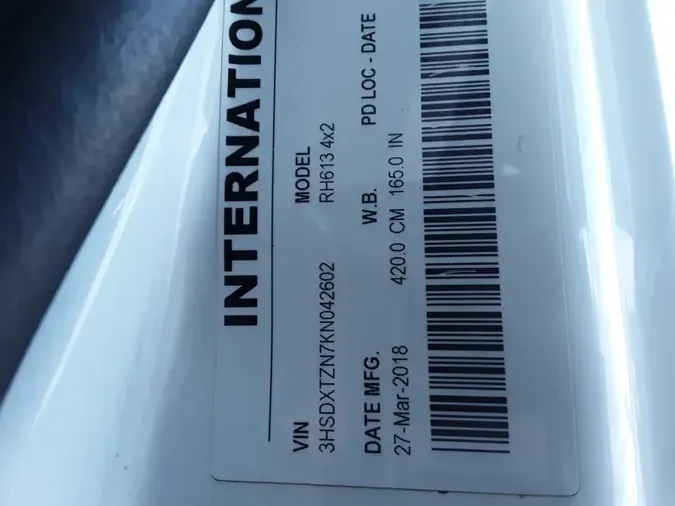 INTERNATION
VIN MODEL
3HSDXTZN7KN042602 RH613 4x2
DATE MFG. W.B. PD LOC - DATE
27-Mar-2018 420.0 CM 165.0 IN